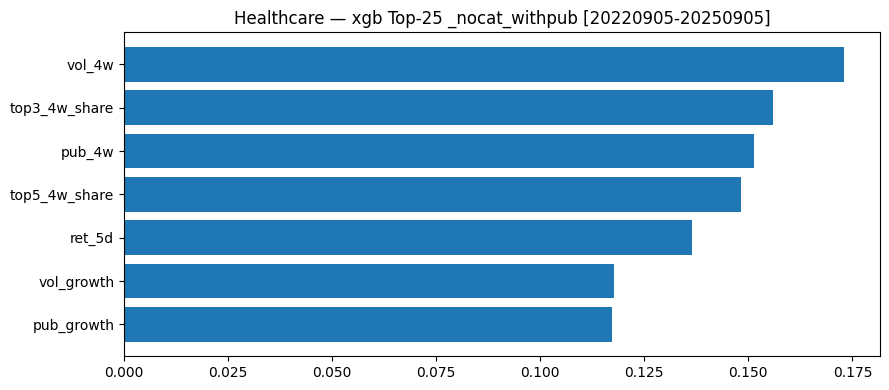 Healthcare — xgb Top-25 _nocat_withpub [20220905-20250905]
vol_4w
top3_4w_share
pub_4w
top5_4w_share
ret_5d
vol_growth
pub_growth
0.000 0.025 0.050 0.075 0.100 0.125 0.150 0.175